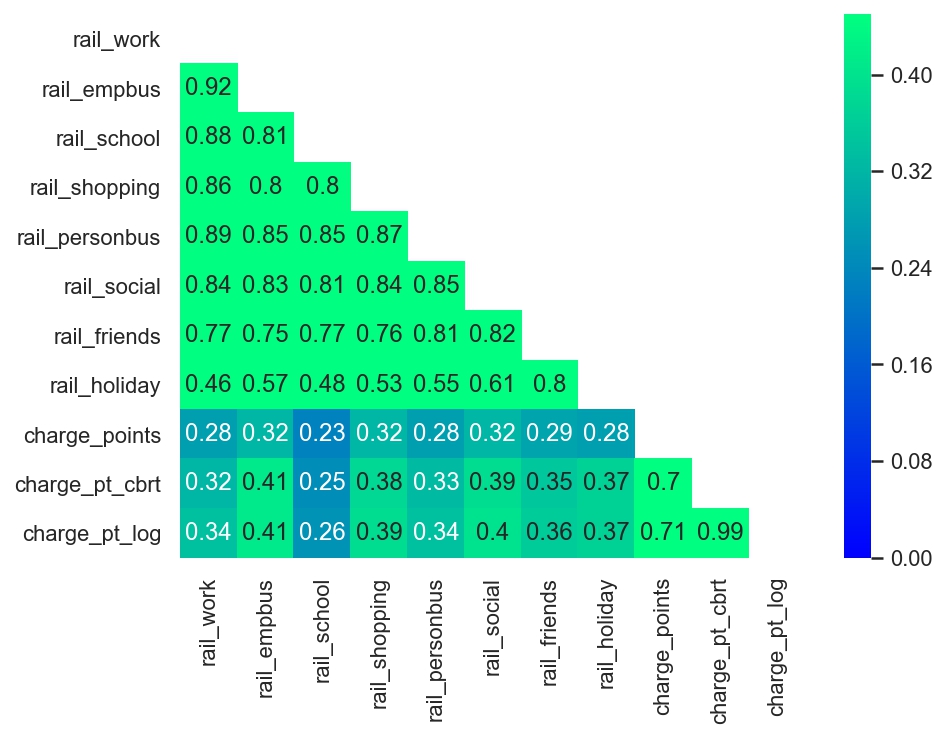 rail_work
rail_empbus 0.92
rail_school 0.88 0.81
rail_shopping 0.86 0.8 0.8
rail_personbus 0.89 0.85 0.85 0.87
rail_social 0.84 0.83 0.81 0.84 0.85
rail_friends 0.77 0.75 0.77 0.76 0.81 0.82
rail_holiday 0.46 0.57 0.48 0.53 0.55 0.61 0.8
charge_points 0.28 0.32 0.23 0.32 0.28 0.32 0.29 0.28
charge_pt_cbrt 0.32 0.41 0.25 0.38 0.33 0.39 0.35 0.37 0.7
charge_pt_log 0.34 0.41 0.26 0.39 0.34 0.4 0.36 0.37 0.71 0.99
rail_work
rail_empbus
rail_school
rail_shopping
rail_personbus
rail_social
rail_friends
rail_holiday
charge_points
charge_pt_cbrt
charge_pt_log
0.40
0.32
0.24
0.16
0.08
0.00